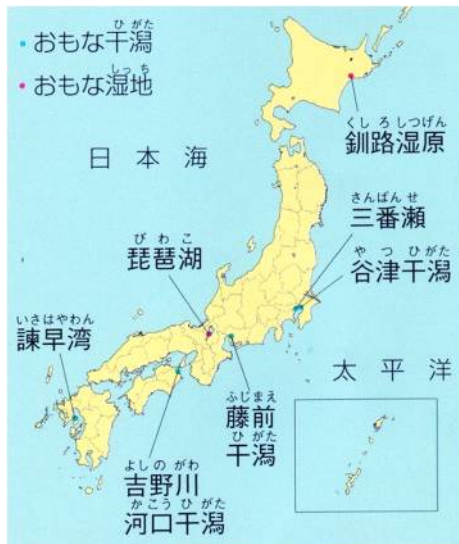 ・おもな干潟
ひがた
・おもな湿地
しっち
くしろしつげん
釧路湿原
日本海
さんばんせ
三番瀬
やつひがた
谷津干潟
びわこ
琵琶湖
いさはやわん
諫早湾
太平洋
ふじまえ
藤前
ひがた
干潟
よしのがわ
吉野川
かこうひがた
河口干潟